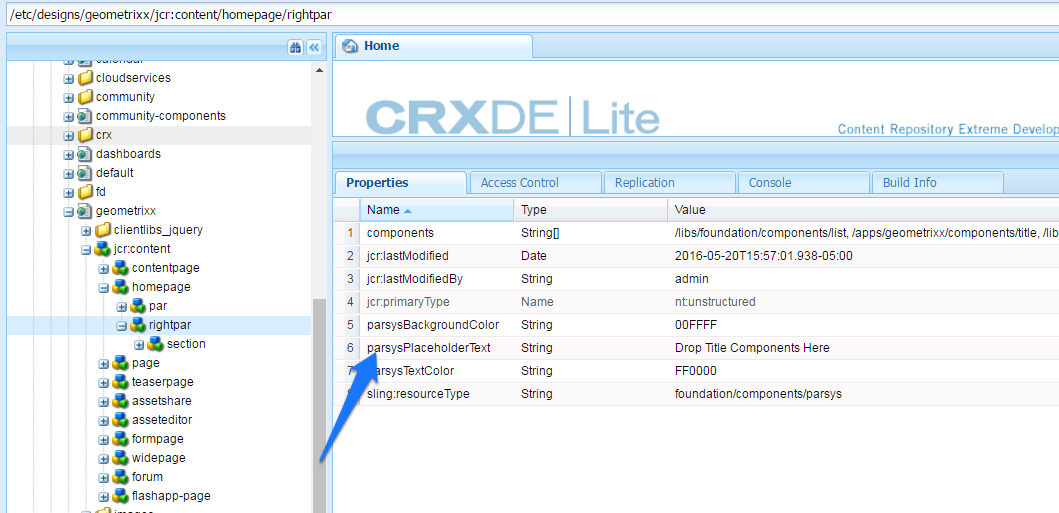 /etc/designs/geometrixx/jcr:content/homepage/rightpar
Home
calendar
cloudservices
community
community-components
crx
dashboards
default
fd
geometrixx
clientlibs_jquery
jcr:content
contentpage
homepage
par
rightpar
section
page
teaserpage
assetshare
asseteditor
formpage
widepage
forum
flashapp-page
images
CRXDE Lite
Content Repository Extreme Develop
Properties Access Control Replication Console Build Info
Name Type Value
1 components String[] /libs/foundation/components/list, /apps/geometrixx/components/title, /lib
2 jcr:lastModified Date 2016-05-20T15:57:01.938-05:00
3 jcr:lastModifiedBy String admin
4 jcr:primaryType Name nt:unstructured
5 parsysBackgroundColor String 00FFFF
6 parsysPlaceholderText String Drop Title Components Here
7 parsysTextColor String FF0000
8 sling:resourceType String foundation/components/parsys